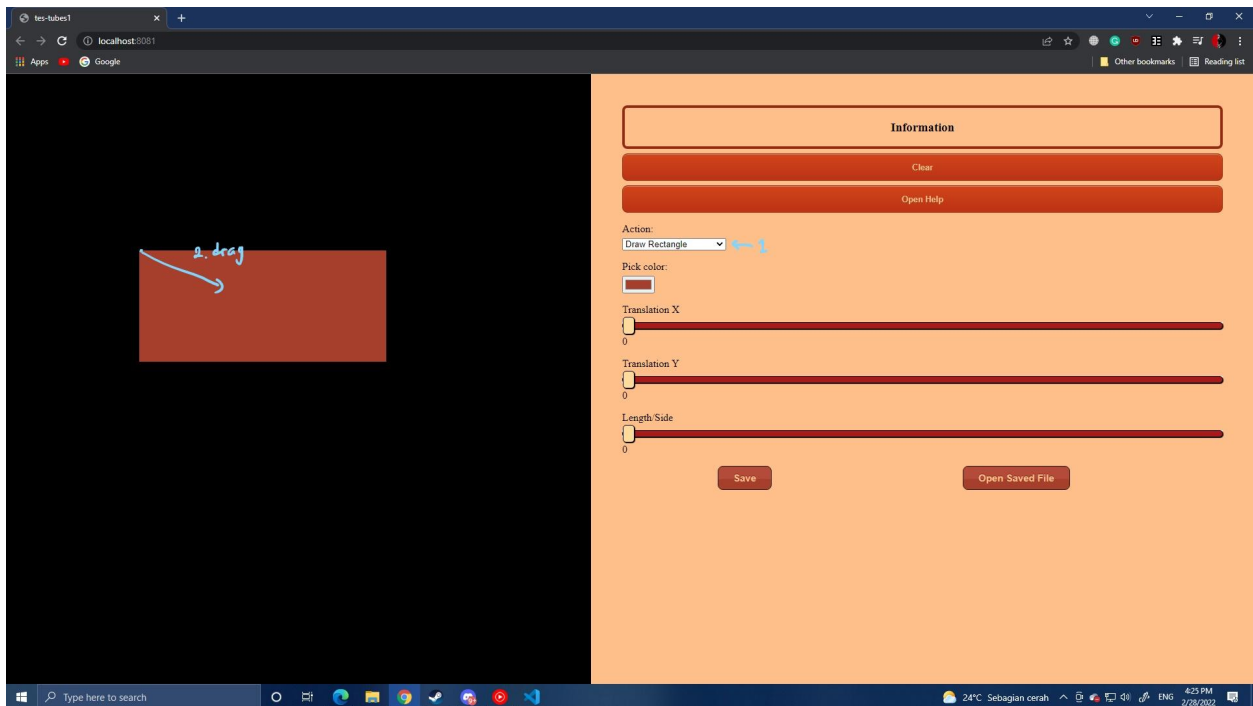 tes-tubes1
localhost:8081
Apps
Google
Other bookmarks
Reading list
Information
Clear
Open Help
Action:
Draw Rectangle
1
2. drag
Pick color:
Translation X
0
Translation Y
0
Length/Side
0
Save
Open Saved File
Type here to search
24°C Sebagian cerah
ENG
4:25 PM
2/28/2022